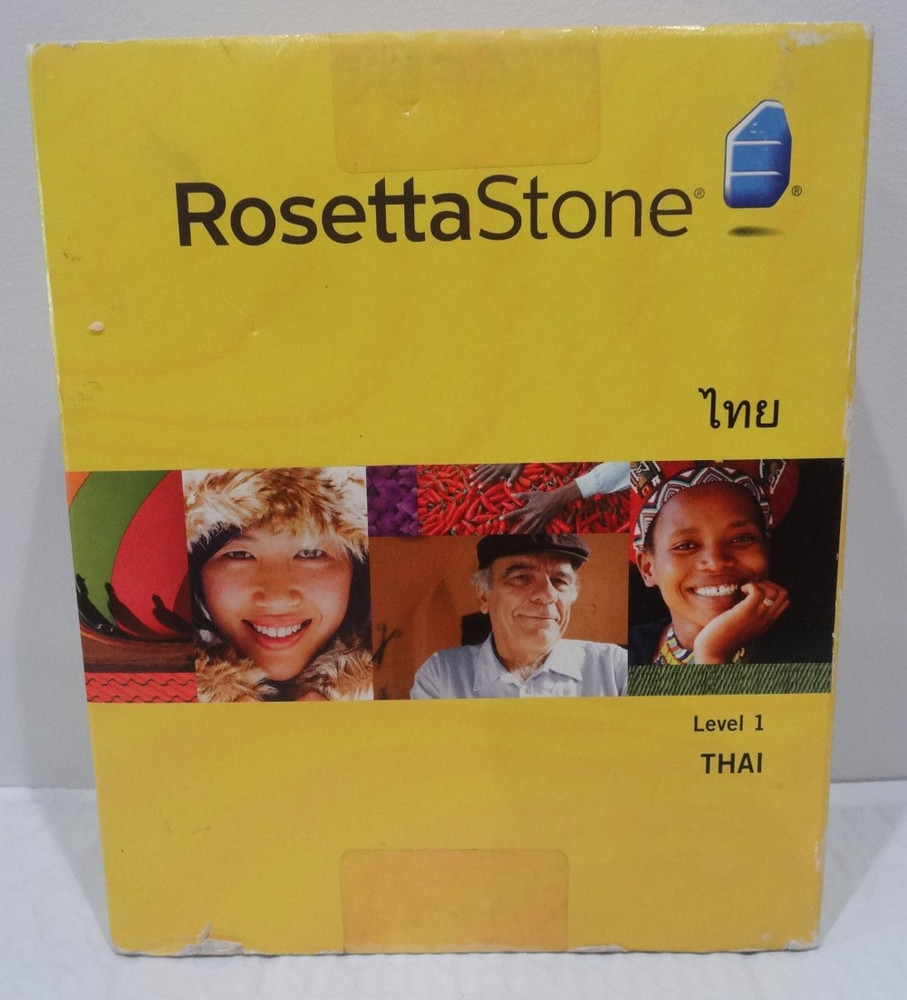 RosettaStone® ®
ไทย
Level 1
THAI